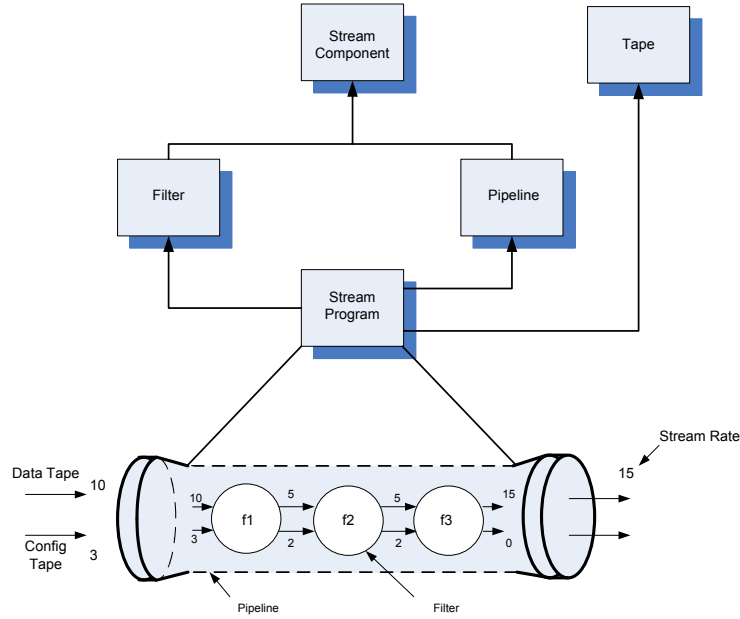 Stream
Component
Tape
Filter
Pipeline
Stream
Program
Stream Rate
Data Tape
10
15
10
5
5
15
f1
f2
f3
Config
Tape
3
3
2
2
0
Pipeline
Filter